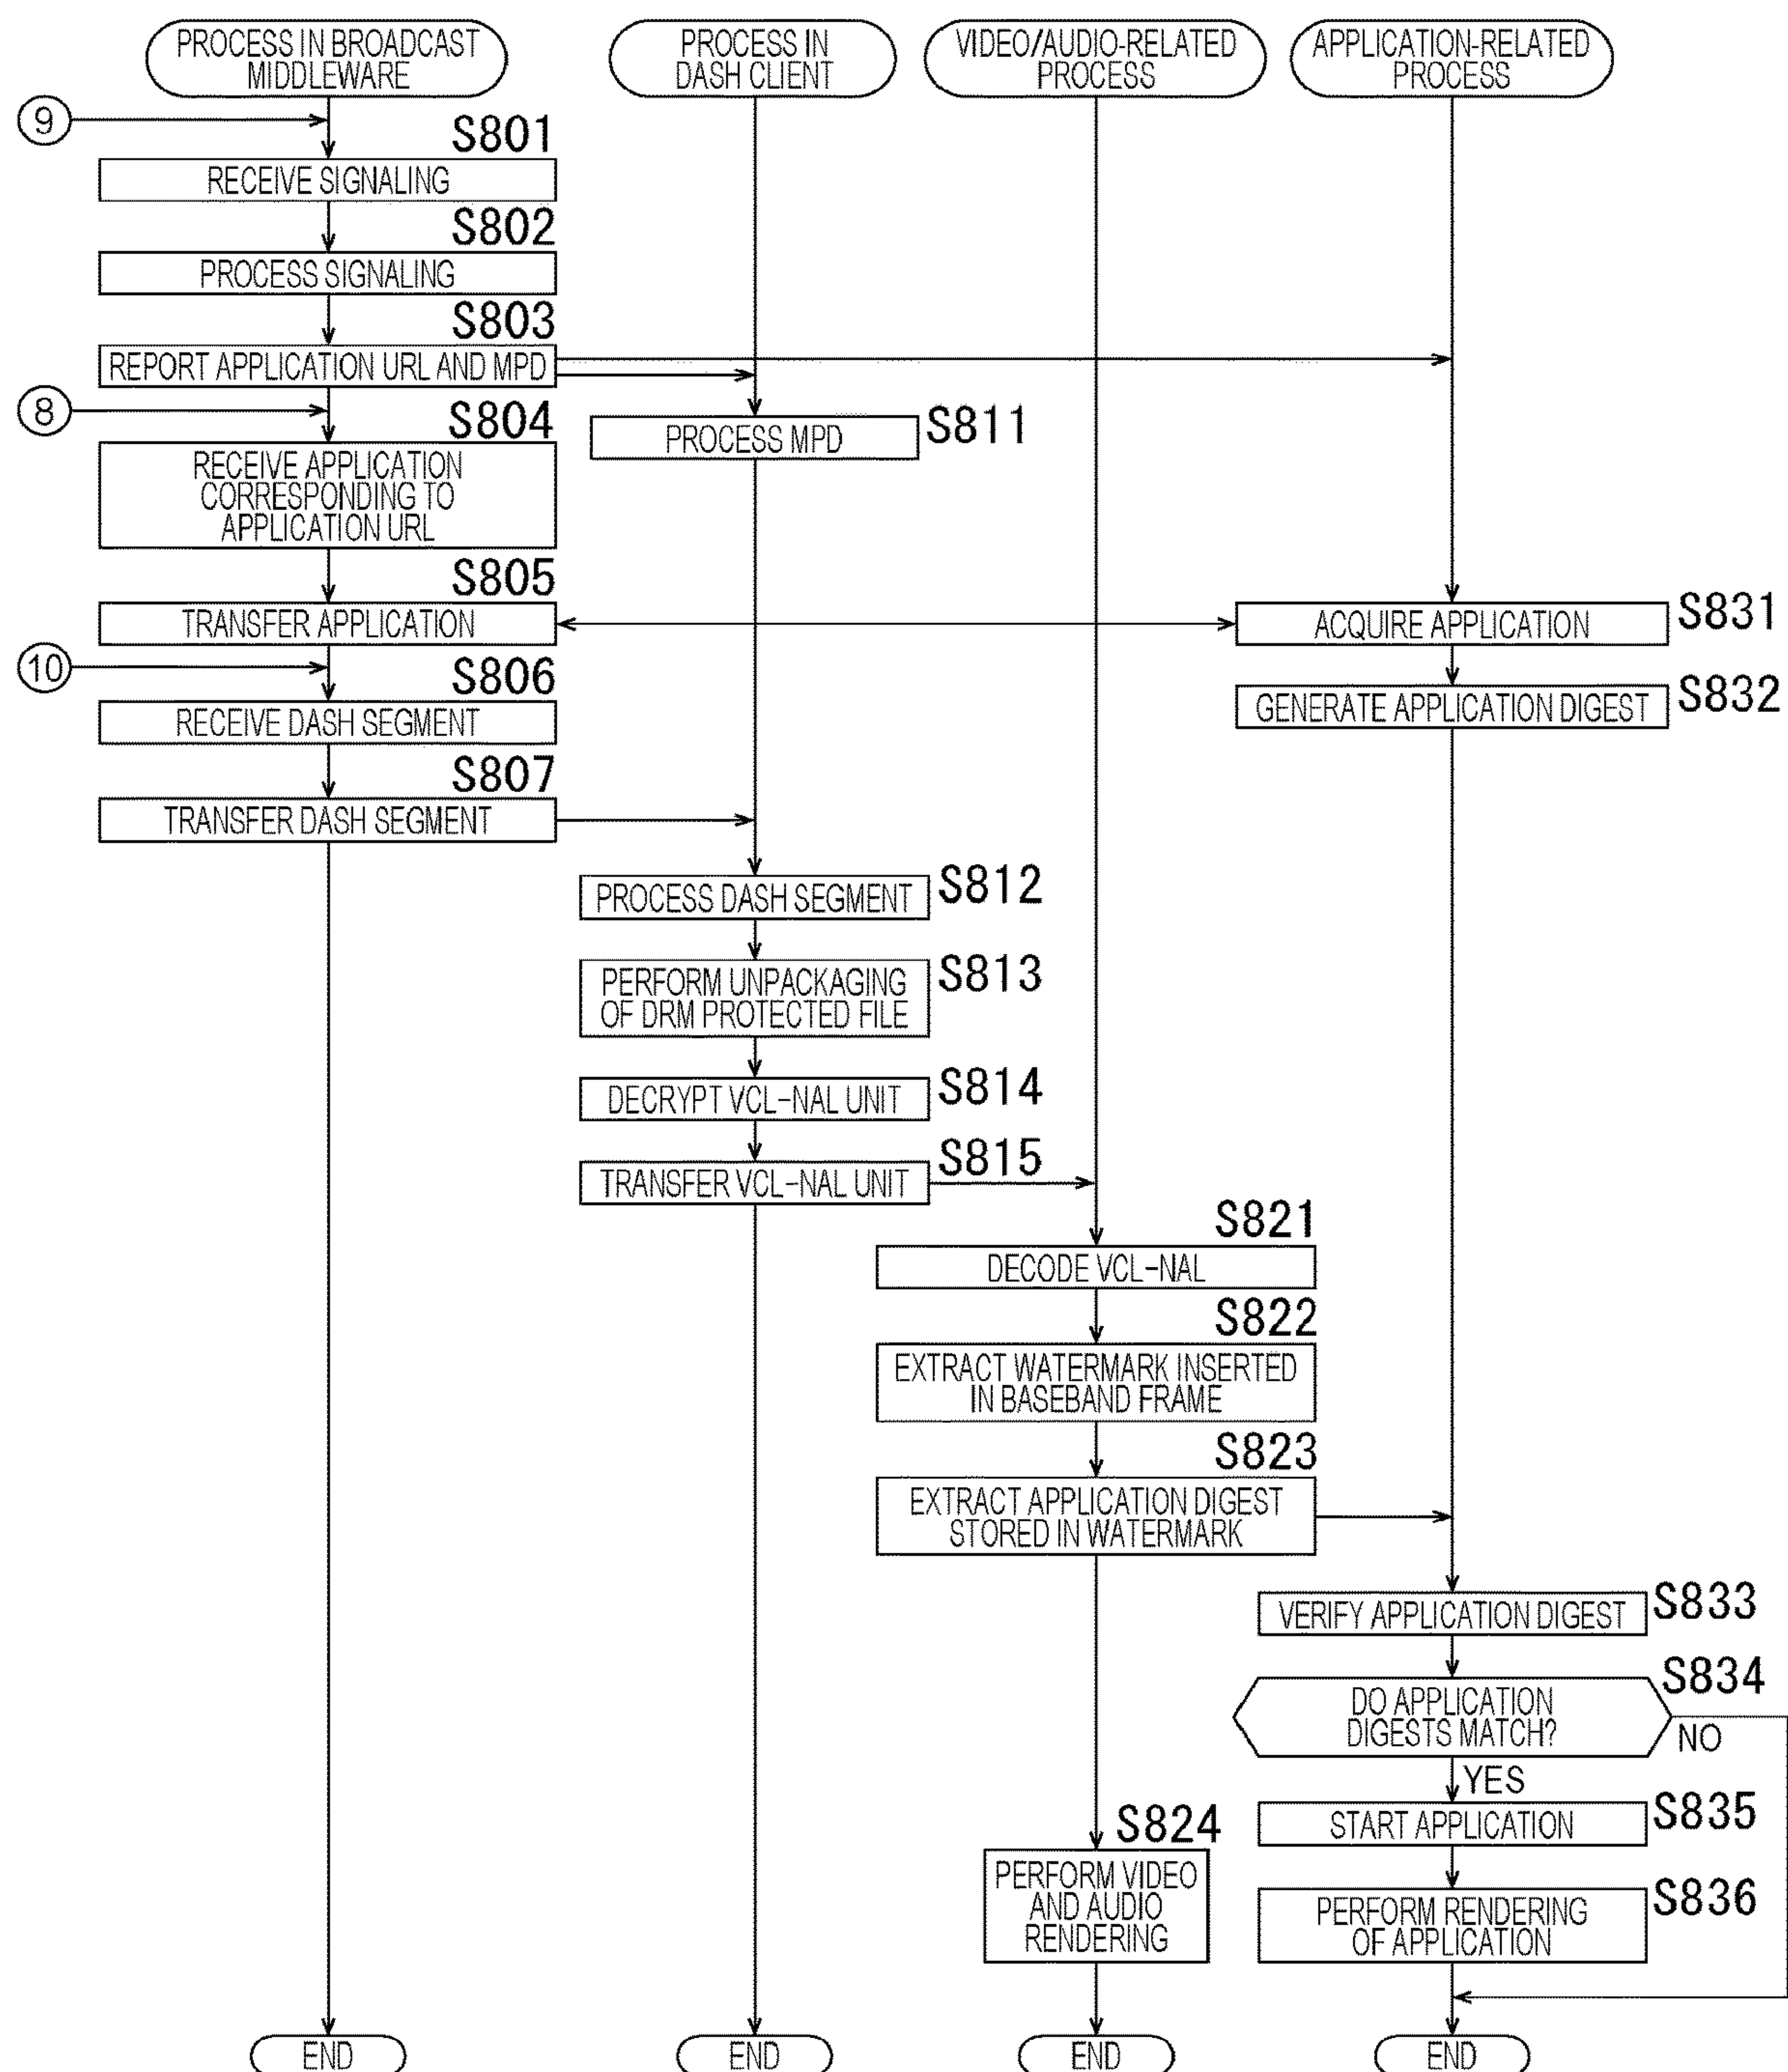 PROCESS IN BROADCAST
MIDDLEWARE
PROCESS IN
DASH CLIENT
VIDEO/AUDIO-RELATED
PROCESS
APPLICATION-RELATED
PROCESS
9
S801
RECEIVE SIGNALING
S802
PROCESS SIGNALING
S803
REPORT APPLICATION URL AND MPD
8
S804
RECEIVE APPLICATION
CORRESPONDING TO
APPLICATION URL
PROCESS MPD
S811
S805
TRANSFER APPLICATION
ACQUIRE APPLICATION
S831
10
S806
RECEIVE DASH SEGMENT
GENERATE APPLICATION DIGEST
S832
S807
TRANSFER DASH SEGMENT
PROCESS DASH SEGMENT
S812
PERFORM UNPACKAGING
OF DRM PROTECTED FILE
S813
DECRYPT VCL-NAL UNIT
S814
TRANSFER VCL-NAL UNIT
S815
S821
DECODE VCL-NAL
S822
EXTRACT WATERMARK INSERTED
IN BASEBAND FRAME
S823
EXTRACT APPLICATION DIGEST
STORED IN WATERMARK
VERIFY APPLICATION DIGEST
S833
DO APPLICATION
DIGESTS MATCH?
S834
NO
YES
START APPLICATION
S835
S824
PERFORM VIDEO
AND AUDIO
RENDERING
PERFORM RENDERING
OF APPLICATION
S836
END
END
END
END